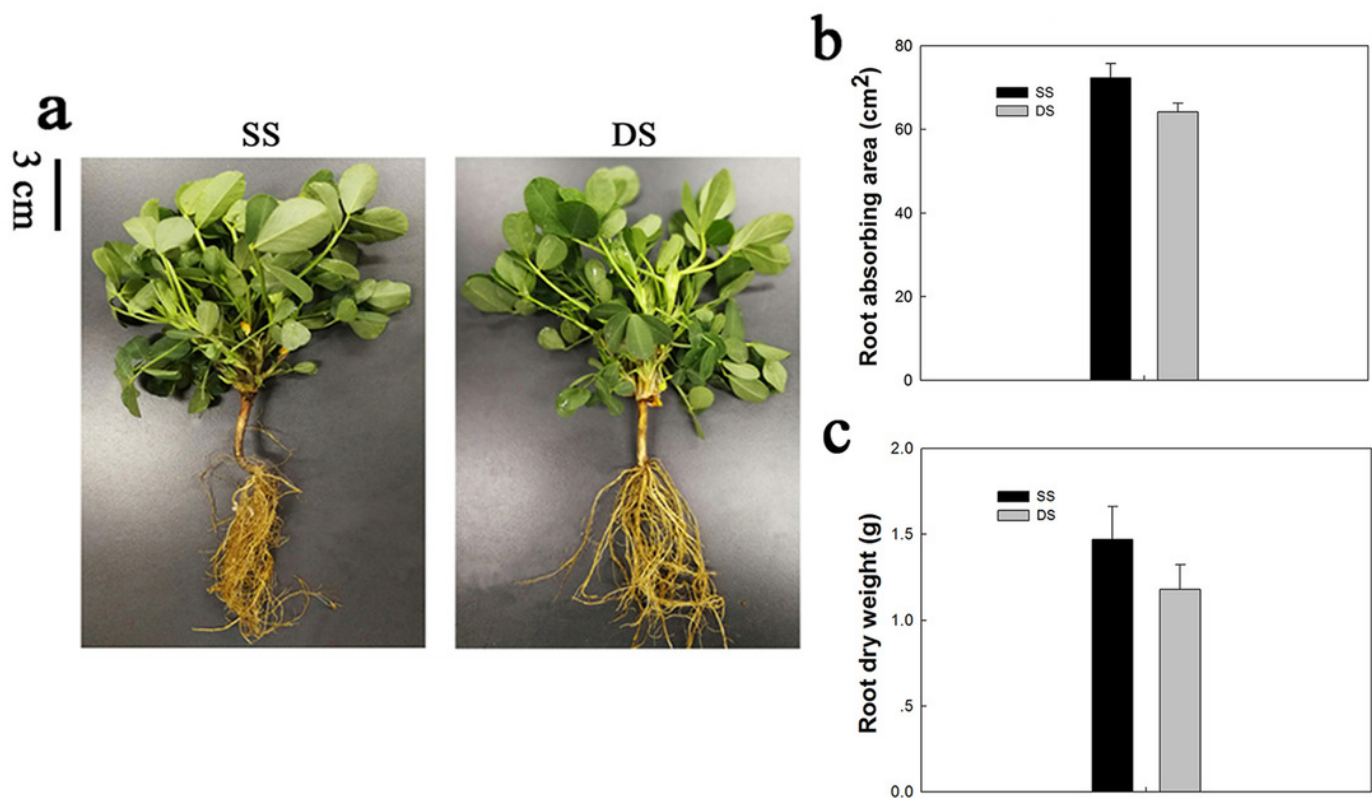 a
SS
DS
3 cm
b
Root absorbing area (cm²)
80
60
40
20
0
SS
DS
c
Root dry weight (g)
2.0
1.5
1.0
.5
0.0
SS
DS